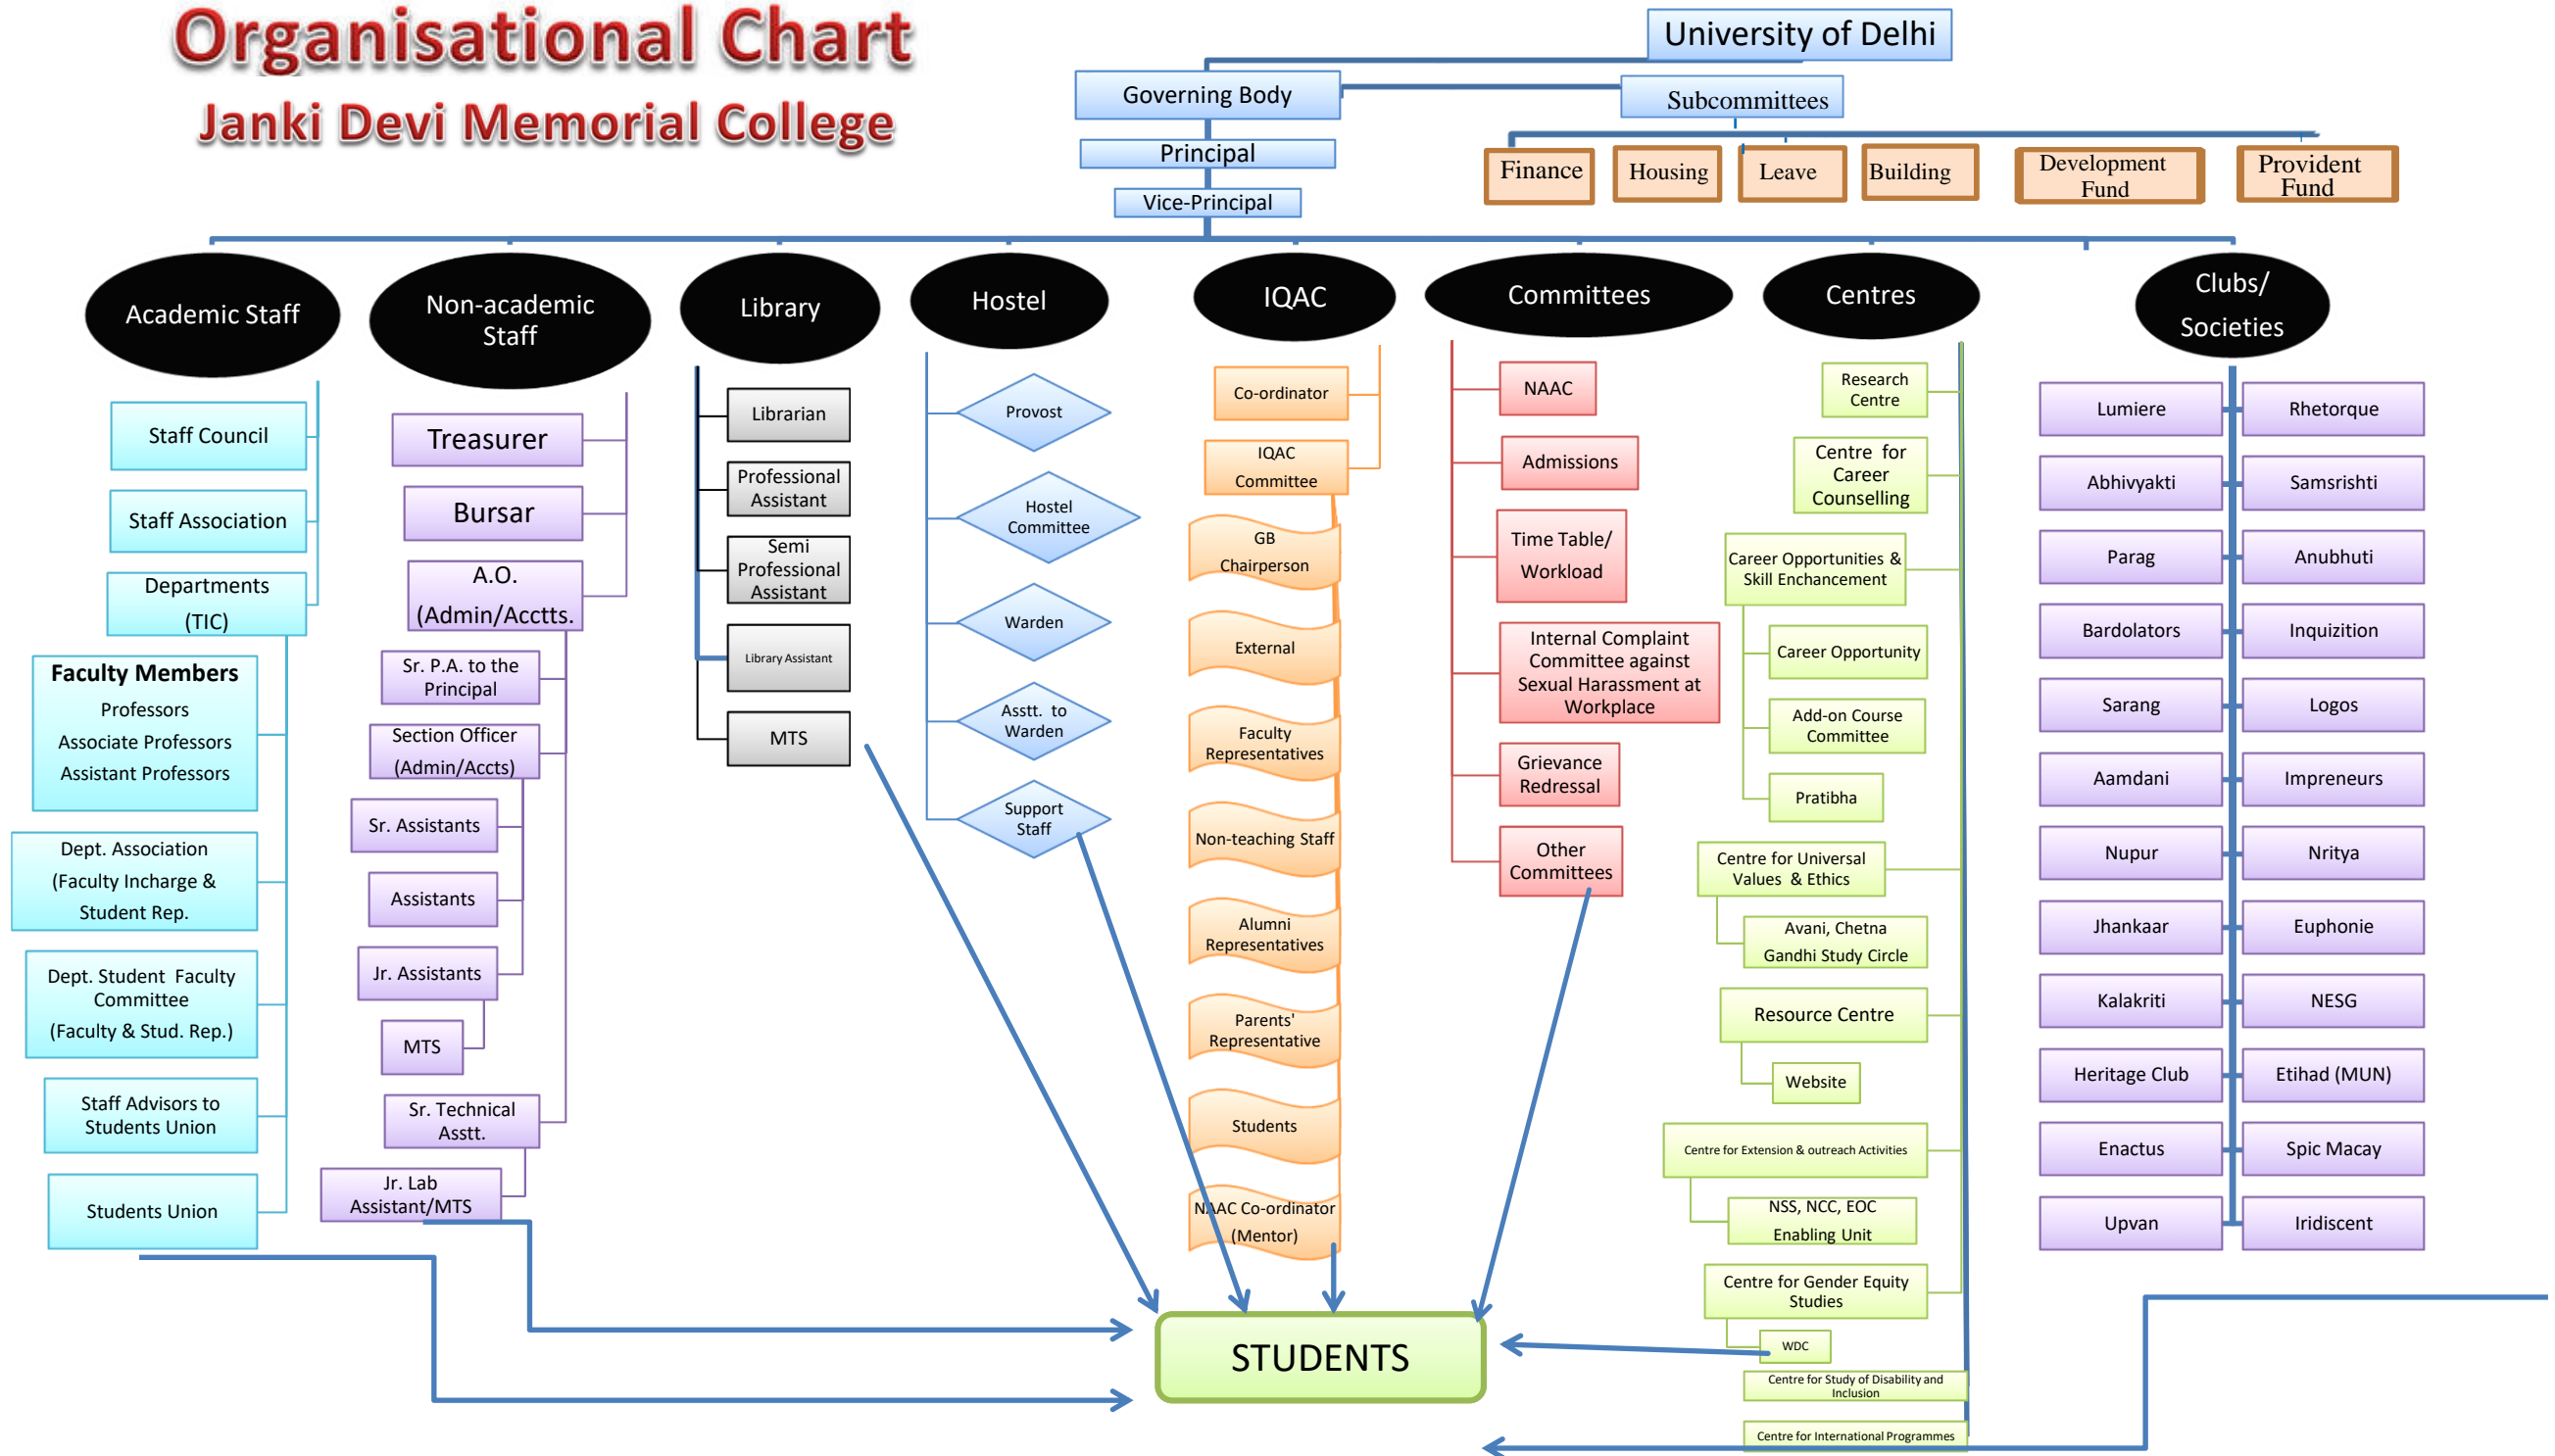 Organisational Chart
Janki Devi Memorial College
University of Delhi
Governing Body
Subcommittees
Principal
Vice-Principal
Finance
Housing
Leave
Building
Development
Fund
Provident
Fund
Academic Staff
Non-academic
Staff
Library
Hostel
IQAC
Committees
Centres
Clubs/
Societies
Staff Council
Staff Association
Departments
(TIC)
Faculty Members
Professors
Associate Professors
Assistant Professors
Dept. Association
(Faculty Incharge &
Student Rep.
Dept. Student Faculty
Committee
(Faculty & Stud. Rep.)
Staff Advisors to
Students Union
Students Union
Treasurer
Bursar
A.O.
(Admin/Acctts.
Sr. P.A. to the
Principal
Section Officer
(Admin/Accts)
Sr. Assistants
Assistants
Jr. Assistants
MTS
Sr. Technical
Asstt.
Jr. Lab
Assistant/MTS
Librarian
Professional
Assistant
Semi
Professional
Assistant
Library Assistant
MTS
Provost
Hostel
Committee
Warden
Asstt. to
Warden
Support
Staff
Co-ordinator
IQAC
Committee
GB
Chairperson
External
Faculty
Representatives
Non-teaching Staff
Alumni
Representatives
Parents'
Representative
Students
NAAC Co-ordinator
(Mentor)
NAAC
Admissions
Time Table/
Workload
Internal Complaint
Committee against
Sexual Harassment at
Workplace
Grievance
Redressal
Other
Committees
Research
Centre
Centre for
Career
Counselling
Career Opportunities &
Skill Enchancement
Career Opportunity
Add-on Course
Committee
Pratibha
Centre for Universal
Values & Ethics
Avani, Chetna
Gandhi Study Circle
Resource Centre
Website
Centre for Extension & outreach Activities
NSS, NCC, EOC
Enabling Unit
Centre for Gender Equity
Studies
WDC
Centre for Study of Disability and
Inclusion
Centre for International Programmes
Lumiere
Rhetorque
Abhivyakti
Samsrishti
Parag
Anubhuti
Bardolators
Inquizition
Sarang
Logos
Aamdani
Impreneurs
Nupur
Nritya
Jhankaar
Euphonie
Kalakriti
NESG
Heritage Club
Etihad (MUN)
Enactus
Spic Macay
Upvan
Iridiscent
STUDENTS